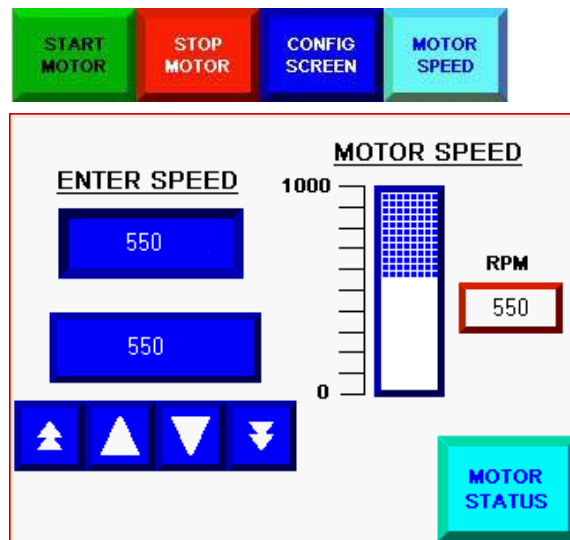 START
MOTOR
STOP
MOTOR
CONFIG
SCREEN
MOTOR
SPEED
MOTOR SPEED
ENTER SPEED
1000
550
RPM
550
550
0
MOTOR
STATUS